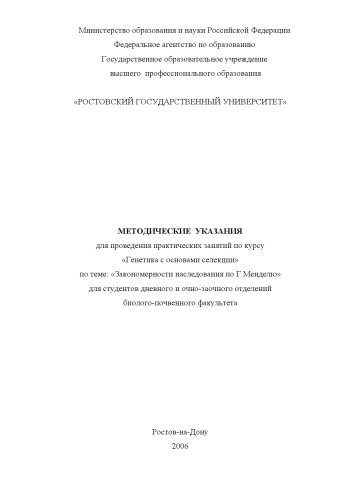 Министерство образования и науки Российской Федерации
Федеральное агентство по образованию
Государственное образовательное учреждение
высшего профессионального образования
«РОСТОВСКИЙ ГОСУДАРСТВЕННЫЙ УНИВЕРСИТЕТ»
МЕТОДИЧЕСКИЕ УКАЗАНИЯ
для проведения практических занятий по курсу
«Генетика с основами селекции»
по теме: «Закономерности наследования по Г.Менделю»
для студентов дневного и очно-заочного отделений
биолого-почвенного факультета
Ростов-на-Дону
2006